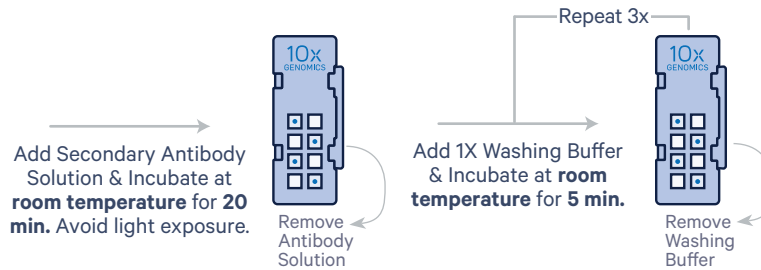 Repeat 3x
10x
GENOMICS
10x
GENOMICS
Add Secondary Antibody
Solution & Incubate at
room temperature for 20
min. Avoid light exposure.
Remove
Antibody
Solution
Add 1X Washing Buffer
& Incubate at room
temperature for 5 min.
Remove
Washing
Buffer